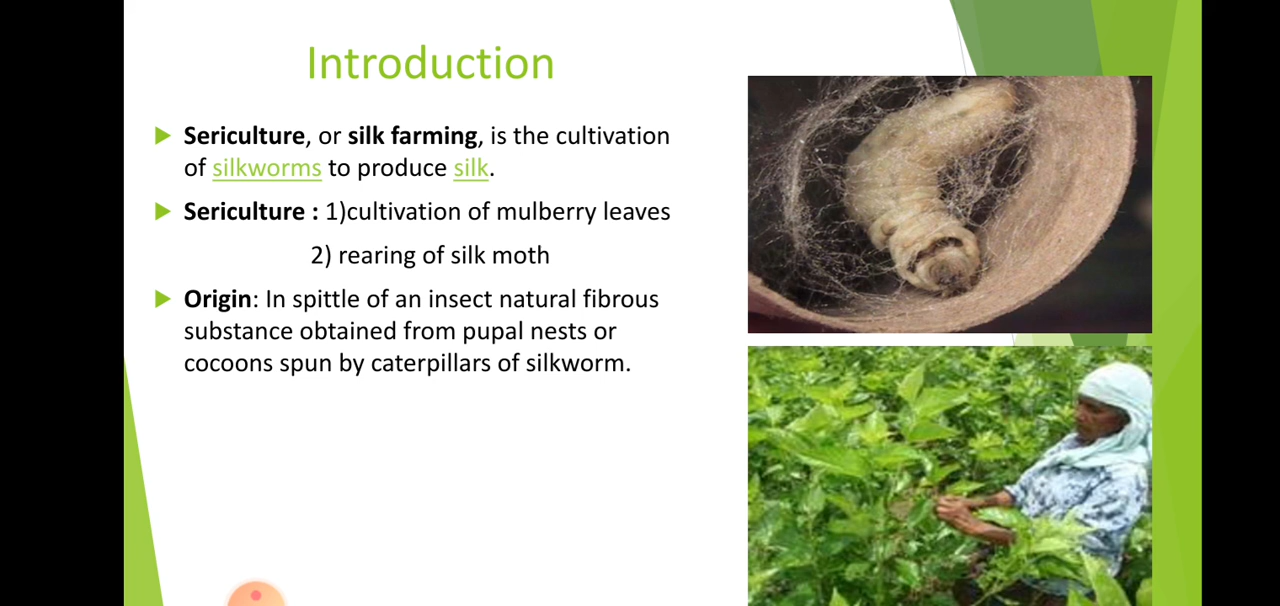 Introduction
Sericulture, or silk farming, is the cultivation
of silkworms to produce silk.
Sericulture : 1)cultivation of mulberry leaves
2) rearing of silk moth
Origin: In spittle of an insect natural fibrous
substance obtained from pupal nests or
cocoons spun by caterpillars of silkworm.